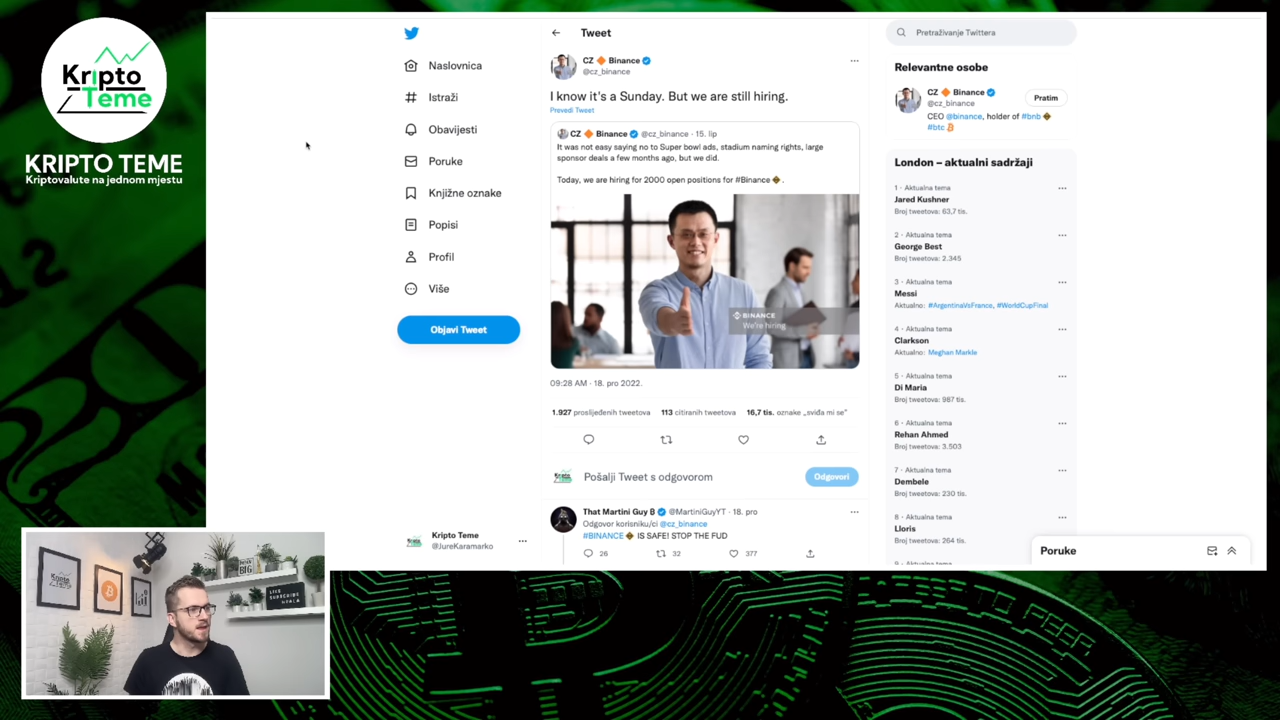 Kripto
Teme
KRIPTO TEME
Kriptovalute na jednom mjestu
Naslovnica
Istraži
Obavijesti
Poruke
Knjižne oznake
Popisi
Profil
Više
Objavi Tweet
Kripto Teme
@JureKaramarko
Tweet
CZ 🔶 Binance
@cz_binance
I know it's a Sunday. But we are still hiring.
Prevedi Tweet
CZ 🔶 Binance @cz_binance · 15. lip
It was not easy saying no to Super bowl ads, stadium naming rights, large
sponsor deals a few months ago, but we did.
Today, we are hiring for 2000 open positions for #Binance .
BINANCE
We're hiring
09:28 AM · 18. pro 2022.
1.927 proslijeđenih tweetova 113 citiranih tweetova 16,7 tis. oznake „sviđa mi se"
Pošalji Tweet s odgovorom
Odgovori
That Martini Guy ₿ @MartiniGuyYT · 18. pro
Odgovor korisniku/ci @cz_binance
#BINANCE IS SAFE! STOP THE FUD
26 32 377
Pretraživanje Twittera
Relevantne osobe
CZ 🔶 Binance
@cz_binance
Pratim
CEO @binance, holder of #bnb
#btc
London – aktualni sadržaji
1 · Aktualna tema
Jared Kushner
Broj tweetova: 63,7 tis.
2 · Aktualna tema
George Best
Broj tweetova: 2.345
3 · Aktualna tema
Messi
Aktualno: #ArgentinaVsFrance, #WorldCupFinal
4 · Aktualna tema
Clarkson
Aktualno: Meghan Markle
5 · Aktualna tema
Di Maria
Broj tweetova: 987 tis.
6 · Aktualna tema
Rehan Ahmed
Broj tweetova: 3.503
7 · Aktualna tema
Dembele
Broj tweetova: 230 tis.
8 · Aktualna tema
Lloris
Broj tweetova: 264 tis.
Poruke
BIG
LIVE
SUBSCRIBE